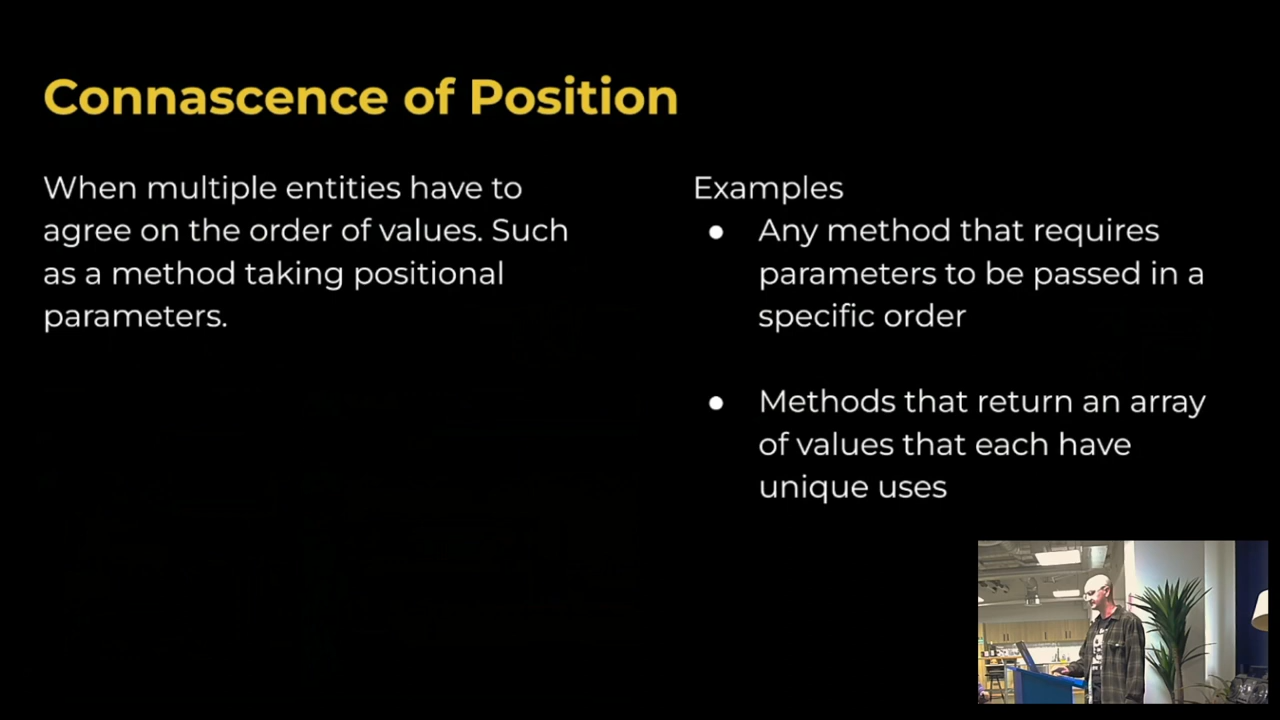 Connascence of Position
When multiple entities have to
agree on the order of values. Such
as a method taking positional
parameters.
Examples
● Any method that requires
parameters to be passed in a
specific order
● Methods that return an array
of values that each have
unique uses